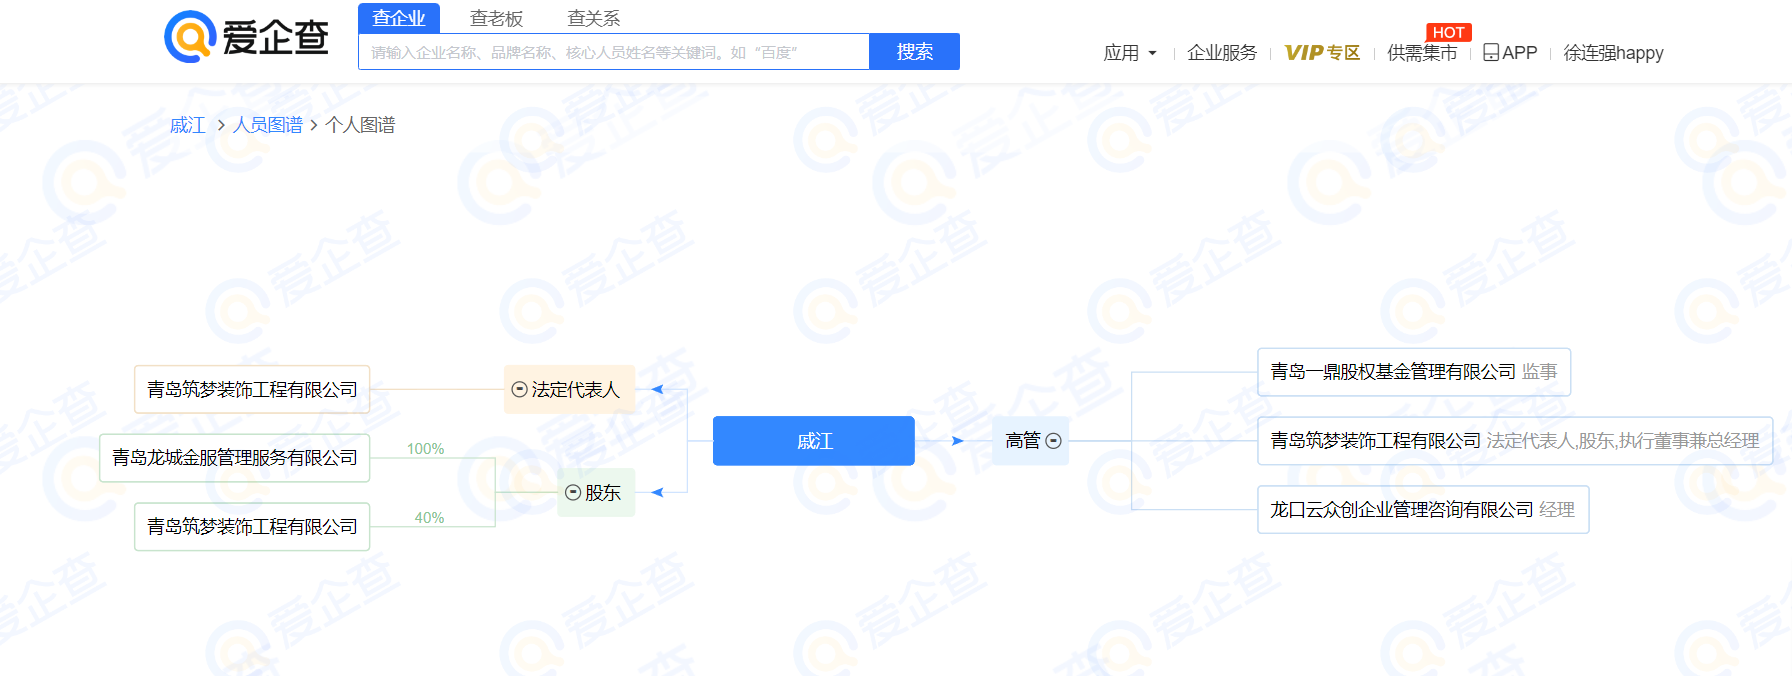 爱企查
查企业 查老板 查关系
请输入企业名称、品牌名称、核心人员姓名等关键词。如“百度”
搜索
HOT
应用 企业服务 VIP专区 供需集市 APP 徐连强happy
戚江 > 人员图谱 > 个人图谱
青岛筑梦装饰工程有限公司
法定代表人
青岛龙城金服管理服务有限公司
100%
股东
青岛筑梦装饰工程有限公司
40%
戚江
高管
青岛一鼎股权基金管理有限公司 监事
青岛筑梦装饰工程有限公司 法定代表人,股东,执行董事兼总经理
龙口云众创企业管理咨询有限公司 经理